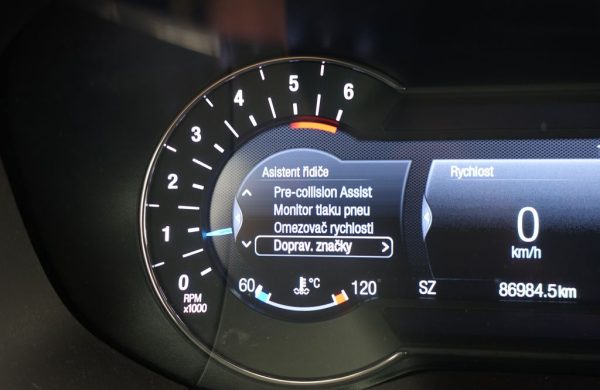 6
5
4
3
2
1
0
RPM
x1000
Asistent řidiče
Pre-collision Assist
Monitor tlaku pneu
Omezovač rychlosti
Doprav. značky
60 °C 120
Rychlost
0
km/h
SZ 86984.5 km